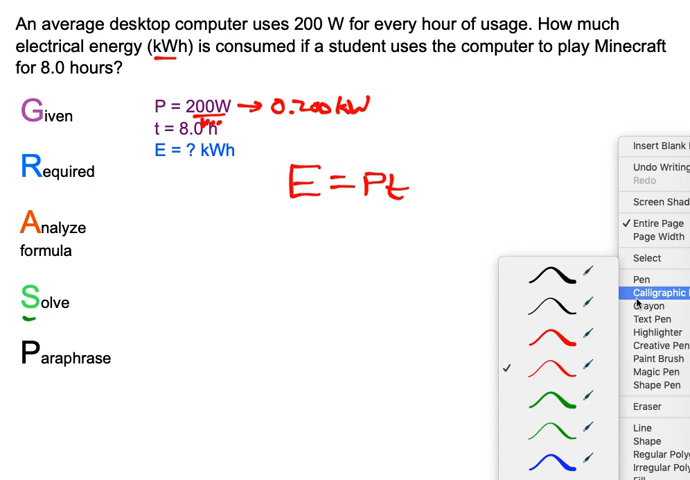 An average desktop computer uses 200 W for every hour of usage. How much
electrical energy (kWh) is consumed if a student uses the computer to play Minecraft
for 8.0 hours?
Given
P = 200W → 0.200kW
t = 8.0 h
E = ? kWh
Required
E = Pt
Analyze
formula
Solve
Paraphrase
Insert Blank
Undo Writing
Redo
Screen Shad
✓ Entire Page
Page Width
Select
Pen
Calligraphic
Crayon
Text Pen
Highlighter
Creative Pen
Paint Brush
Magic Pen
Shape Pen
Eraser
Line
Shape
Regular Poly
Irregular Poly